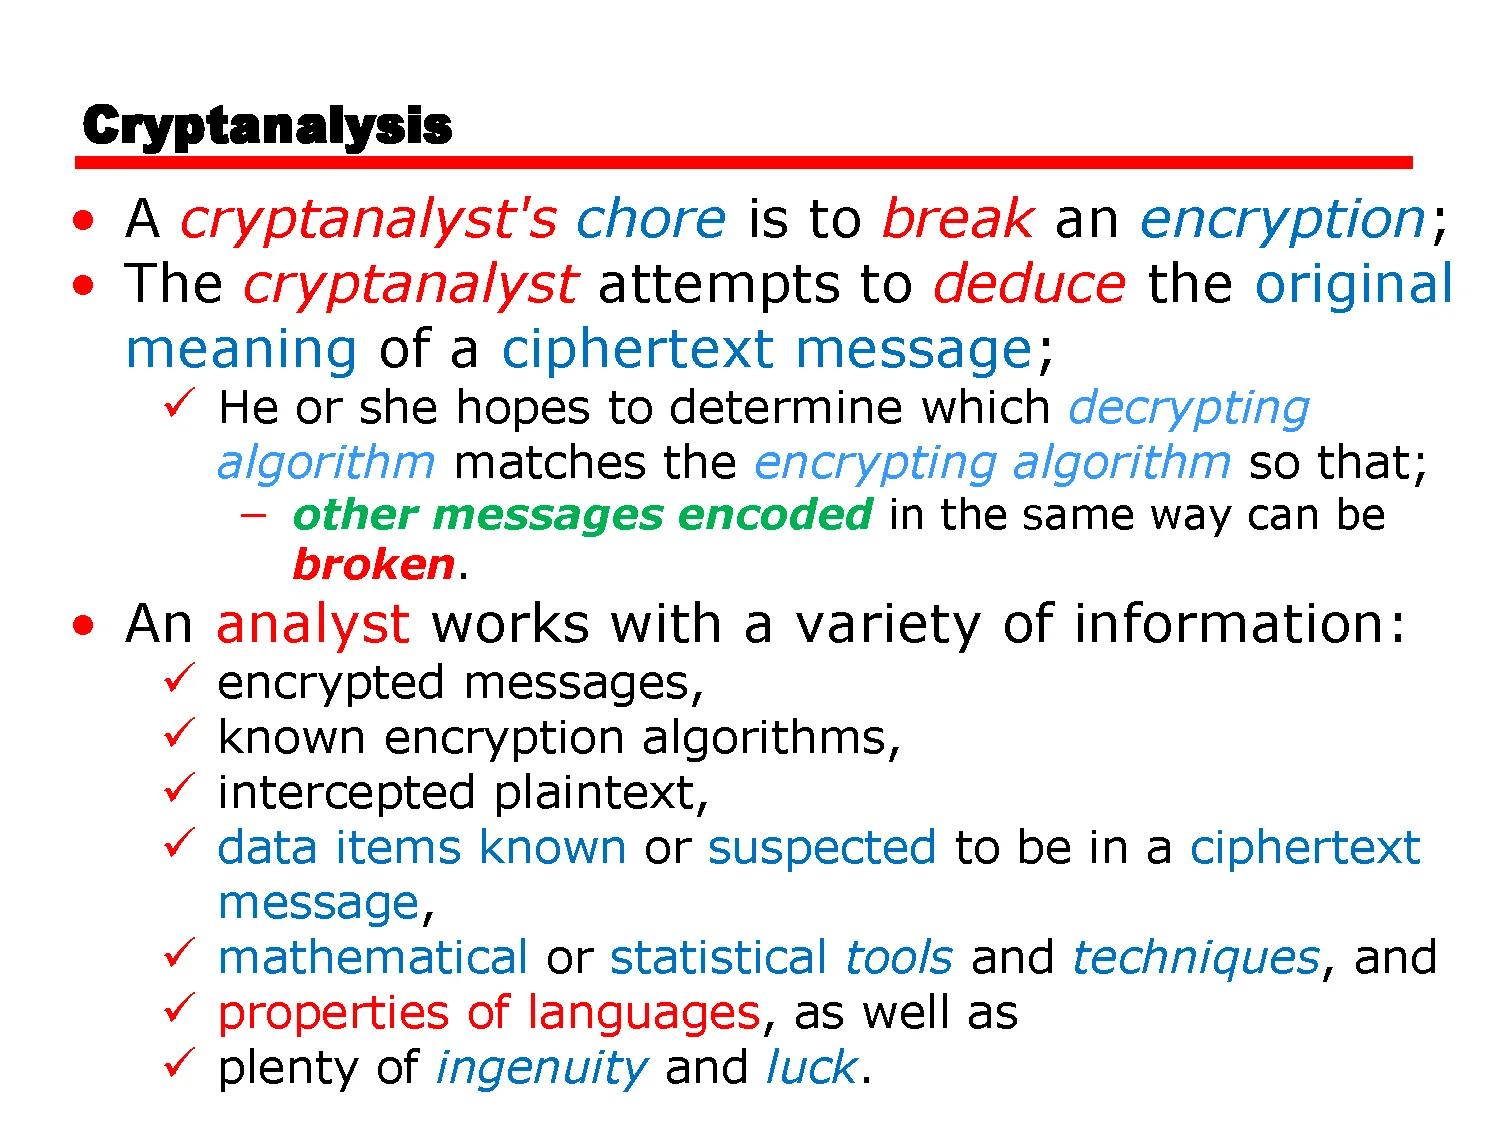 Cryptanalysis
• A cryptanalyst's chore is to break an encryption;
• The cryptanalyst attempts to deduce the original
meaning of a ciphertext message;
✓ He or she hopes to determine which decrypting
algorithm matches the encrypting algorithm so that;
– other messages encoded in the same way can be
broken.
• An analyst works with a variety of information:
✓ encrypted messages,
✓ known encryption algorithms,
✓ intercepted plaintext,
✓ data items known or suspected to be in a ciphertext
message,
✓ mathematical or statistical tools and techniques, and
✓ properties of languages, as well as
✓ plenty of ingenuity and luck.